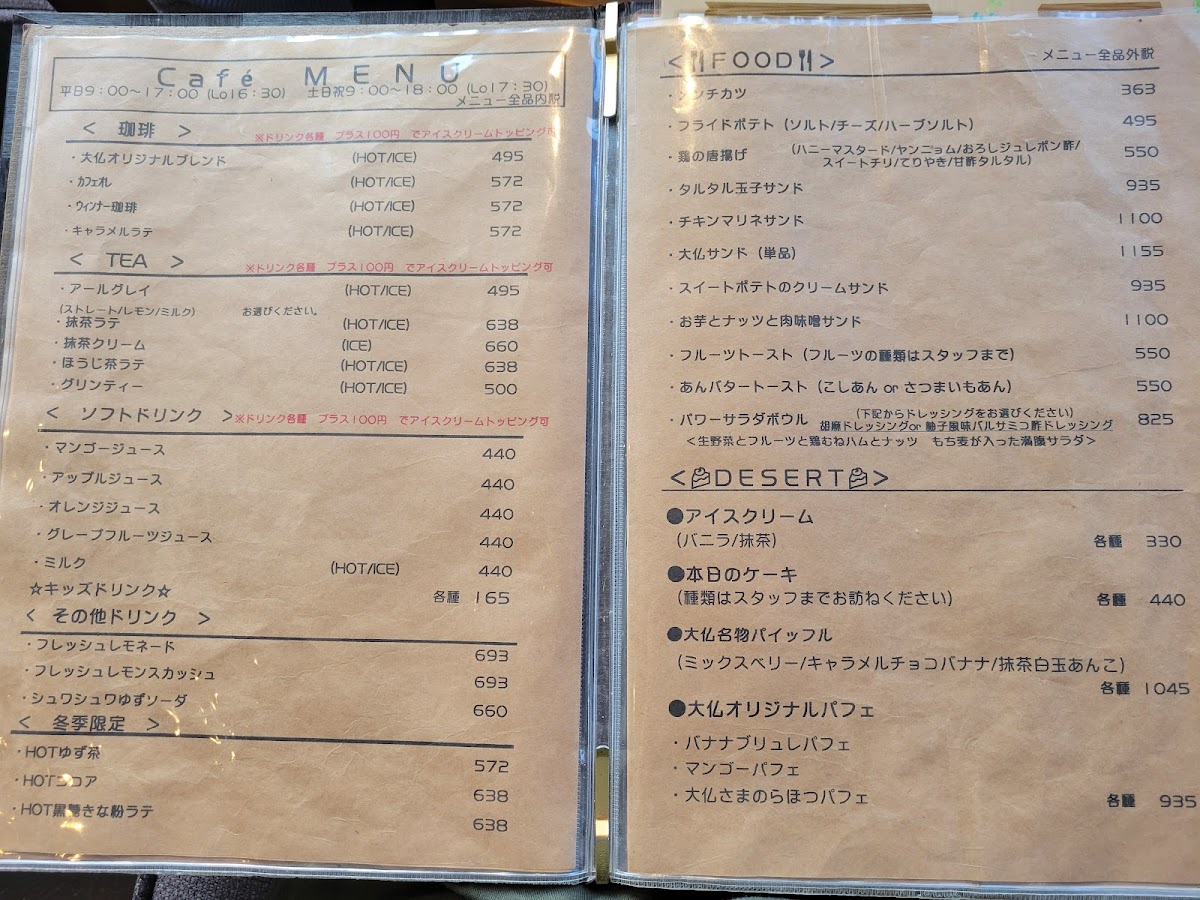 Café MENU
平日9:00~17:00 (Lo16:30) 土日祝9:00~18:00 (Lo17:30)
メニュー全品内税
< 珈琲 >
※ドリンク各種 プラス100円 でアイスクリームトッピング可
・大仏オリジナルブレンド (HOT/ICE) 495
・カフェオレ (HOT/ICE) 572
・ウィンナー珈琲 (HOT/ICE) 572
・キャラメルラテ (HOT/ICE) 572
< TEA >
※ドリンク各種 プラス100円 でアイスクリームトッピング可
・アールグレイ (HOT/ICE) 495
(ストレート/レモン/ミルク) お選びください。
・抹茶ラテ (HOT/ICE) 638
・抹茶クリーム (ICE) 660
・ほうじ茶ラテ (HOT/ICE) 638
・グリンティー (HOT/ICE) 500
< ソフトドリンク >
※ドリンク各種 プラス100円 でアイスクリームトッピング可
・マンゴージュース 440
・アップルジュース 440
・オレンジジュース 440
・グレープフルーツジュース 440
・ミルク (HOT/ICE) 440
☆キッズドリンク☆ 各種 165
< その他ドリンク >
・フレッシュレモネード 693
・フレッシュレモンスカッシュ 693
・シュワシュワゆずソーダ 660
< 冬季限定 >
・HOTゆず茶 572
・HOTココア 638
・HOT黒きな粉ラテ 638
<FOOD>
メニュー全品外税
・メンチカツ 363
・フライドポテト (ソルト/チーズ/ハーブソルト) 495
・鶏の唐揚げ (ハニーマスタード/ヤンニョム/おろしジュレポン酢/ 550
スイートチリ/てりやき/甘酢タルタル)
・タルタル玉子サンド 935
・チキンマリネサンド 1100
・大仏サンド (単品) 1155
・スイートポテトのクリームサンド 935
・お芋とナッツと肉味噌サンド 1100
・フルーツトースト (フルーツの種類はスタッフまで) 550
・あんバタートースト (こしあん or さつまいもあん) 550
・パワーサラダボウル (下記からドレッシングをお選びください) 825
胡麻ドレッシングor 柚子風味バルサミコ酢ドレッシング
<生野菜とフルーツと鶏むねハムとナッツ もち麦が入った満腹サラダ>
<DESERT>
●アイスクリーム
(バニラ/抹茶) 各種 330
●本日のケーキ
(種類はスタッフまでお訪ねください) 各種 440
●大仏名物パイッフル
(ミックスベリー/キャラメルチョコバナナ/抹茶白玉あんこ)
各種 1045
●大仏オリジナルパフェ
・バナナブリュレパフェ
・マンゴーパフェ
・大仏さまのらほつパフェ 各種 935